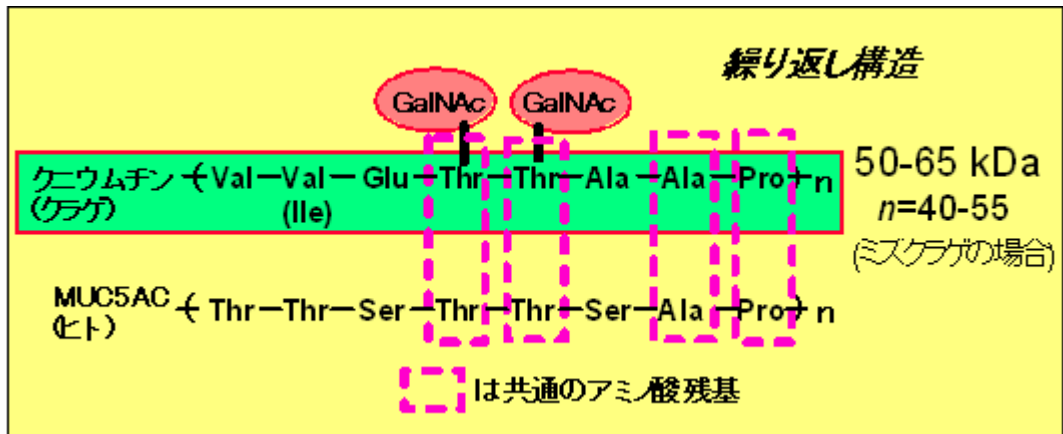 繰り返し構造
GalNAc GalNAc
クニウムチン ( Val－Val－Glu－Thr－Thr－Ala－Ala－Pro ) n
(クラゲ) (Ile)
50-65 kDa
n=40-55
(ミズクラゲの場合)
MUC5AC ( Thr－Thr－Ser－Thr－Thr－Ser－Ala－Pro ) n
(ヒト)
は共通のアミノ酸残基